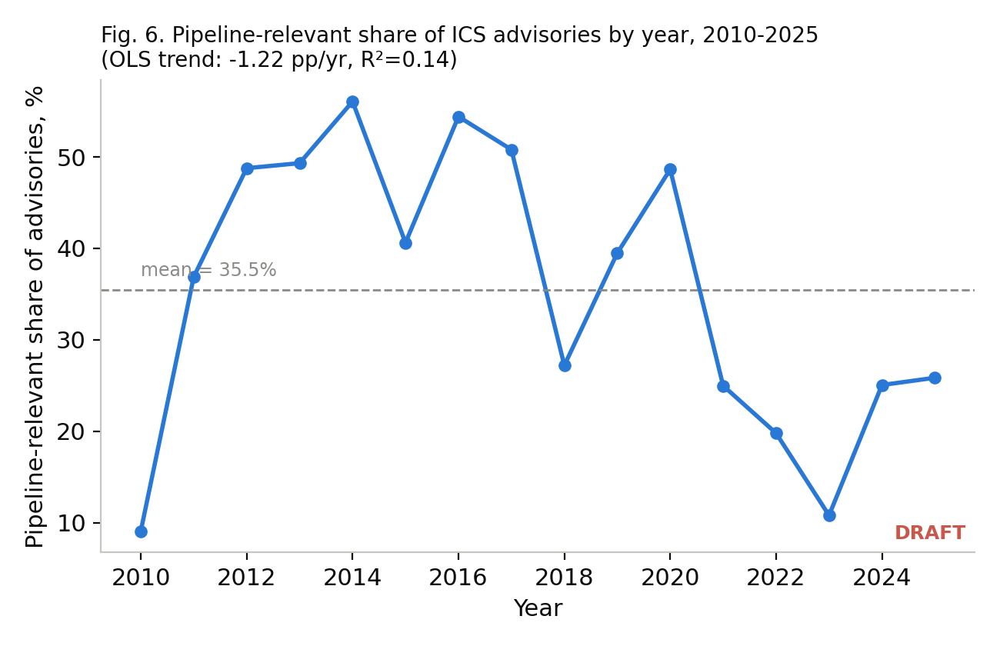 Fig. 6. Pipeline-relevant share of ICS advisories by year, 2010-2025
(OLS trend: -1.22 pp/yr, R²=0.14)
Pipeline-relevant share of advisories, %
50
40
30
20
10
mean = 35.5%
DRAFT
2010 2012 2014 2016 2018 2020 2022 2024
Year